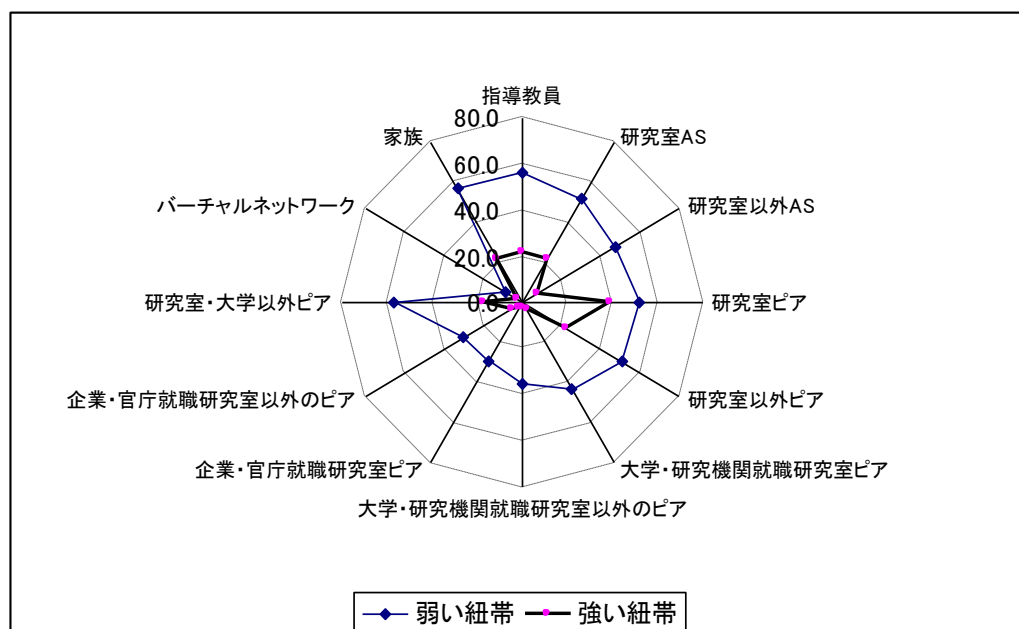 指導教員
80.0
家族
研究室AS
60.0
バーチャルネットワーク
研究室以外AS
40.0
20.0
研究室・大学以外ピア
0.0
研究室ピア
企業・官庁就職研究室以外のピア
研究室以外ピア
企業・官庁就職研究室ピア
大学・研究機関就職研究室ピア
大学・研究機関就職研究室以外のピア
弱い紐帯
強い紐帯